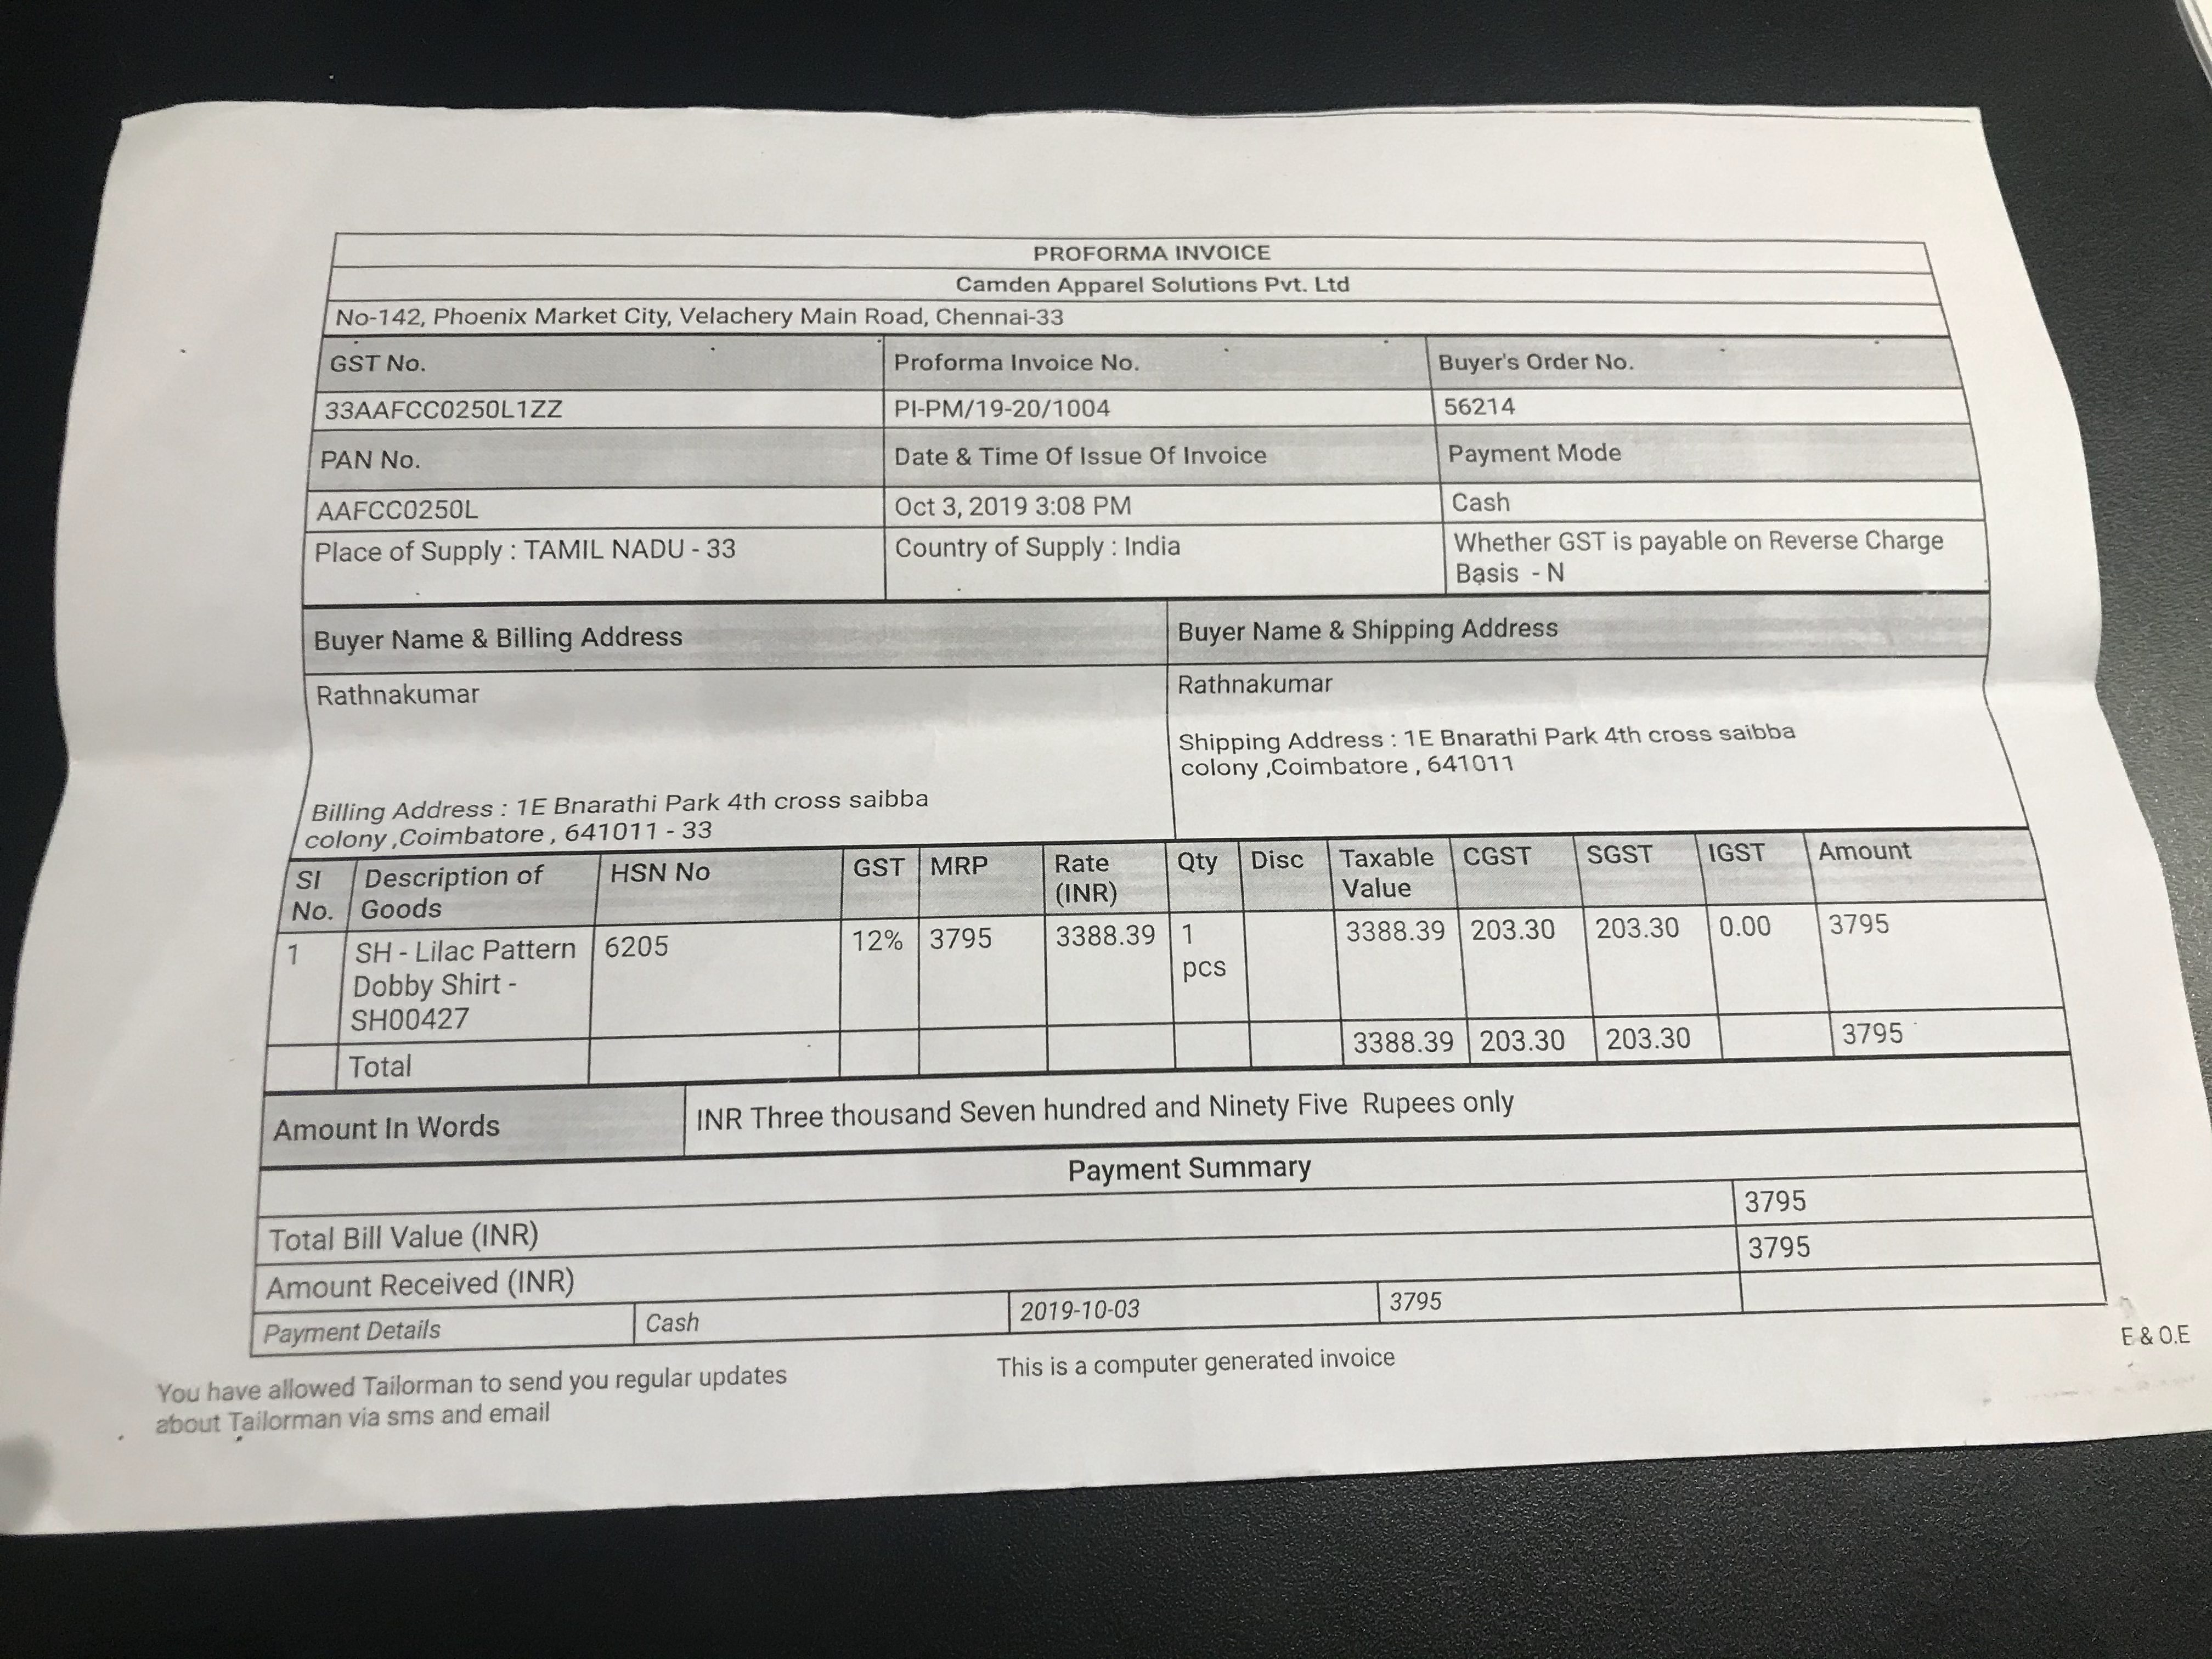 PROFORMA INVOICE
Camden Apparel Solutions Pvt. Ltd
No-142, Phoenix Market City, Velachery Main Road, Chennai-33
GST No. Proforma Invoice No. Buyer's Order No.
33AAFCC0250L1ZZ PI-PM/19-20/1004 56214
PAN No. Date & Time Of Issue Of Invoice Payment Mode
AAFCC0250L Oct 3, 2019 3:08 PM Cash
Place of Supply : TAMIL NADU - 33 Country of Supply : India Whether GST is payable on Reverse Charge
Basis - N
Buyer Name & Billing Address Buyer Name & Shipping Address
Rathnakumar Rathnakumar
Shipping Address : 1E Bnarathi Park 4th cross saibba
colony ,Coimbatore , 641011
Billing Address : 1E Bnarathi Park 4th cross saibba
colony ,Coimbatore , 641011 - 33
SI Description of HSN No GST MRP Rate Qty Disc Taxable CGST SGST IGST Amount
No. Goods (INR) Value
1 SH - Lilac Pattern 6205 12% 3795 3388.39 1 3388.39 203.30 203.30 0.00 3795
Dobby Shirt - pcs
SH00427
Total 3388.39 203.30 203.30 3795
Amount In Words INR Three thousand Seven hundred and Ninety Five Rupees only
Payment Summary
Total Bill Value (INR) 3795
Amount Received (INR) 3795
Payment Details Cash 2019-10-03 3795
E & O.E
You have allowed Tailorman to send you regular updates This is a computer generated invoice
about Tailorman via sms and email